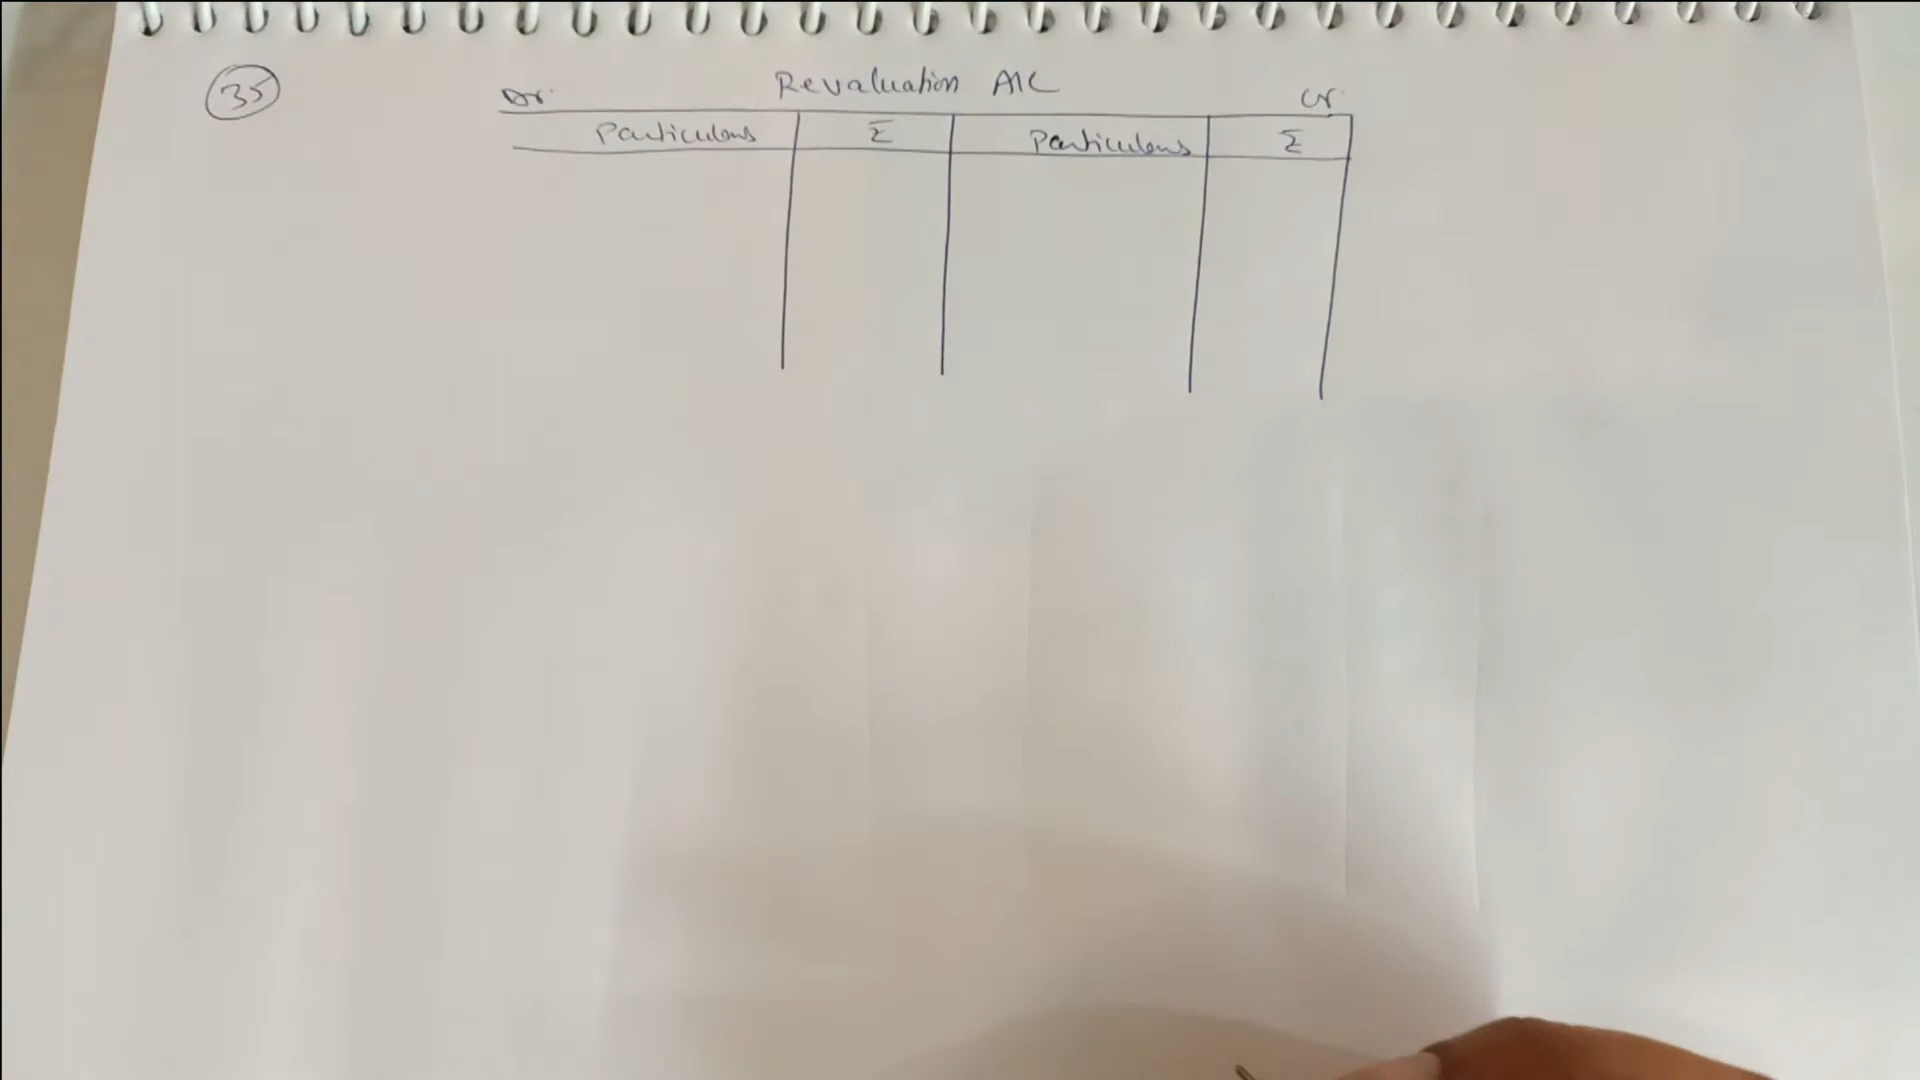 35
Revaluation A/C
Dr. Cr.
Particulars ₹ Particulars ₹